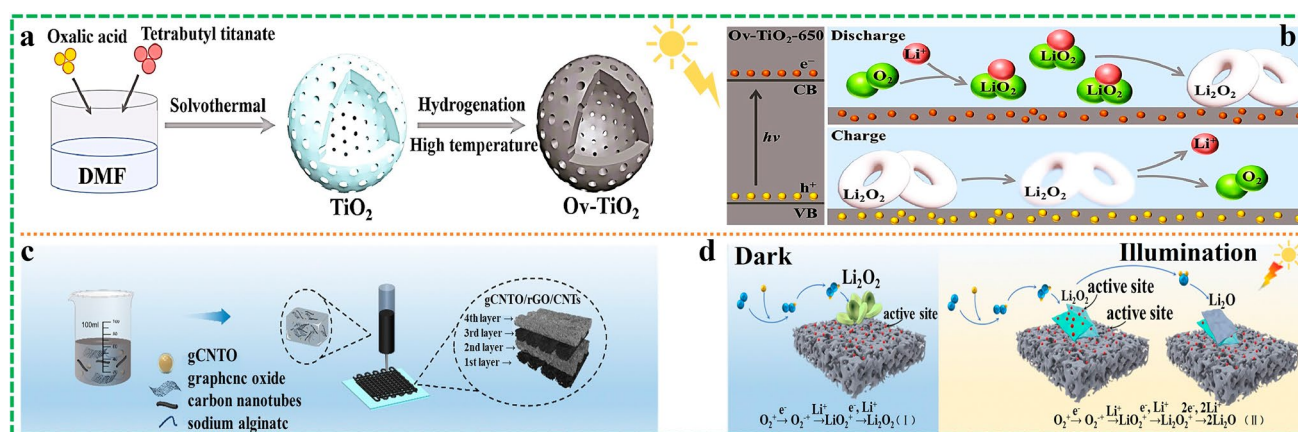 a
Oxalic acid
Tetrabutyl titanate
Solvothermal
DMF
TiO₂
Hydrogenation
High temperature
Ov-TiO₂
b
Ov-TiO₂-650
e⁻
CB
hv
h⁺
VB
Discharge
O₂
Li⁺
LiO₂
LiO₂
LiO₂
Li₂O₂
Charge
Li₂O₂
Li₂O₂
Li⁺
O₂
c
100ml
gCNTO
graphcnc oxide
carbon nanotubes
sodium alginatc
gCNTO/rGO/CNTs
4th layer →
3rd layer →
2nd layer →
1st layer →
d
Dark
Li₂O₂
active site
O₂⁺ e⁻→ O₂⁻⁺ Li⁺→ LiO₂⁺ e⁻, Li⁺→ Li₂O₂ (Ⅰ)
Illumination
Li₂O₂
active site
active site
Li₂O
O₂⁺ e⁻→ O₂⁻⁺ Li⁺→ LiO₂⁺ e⁻, Li⁺→ Li₂O₂⁺ 2e⁻, 2Li⁺→ 2Li₂O (Ⅱ)